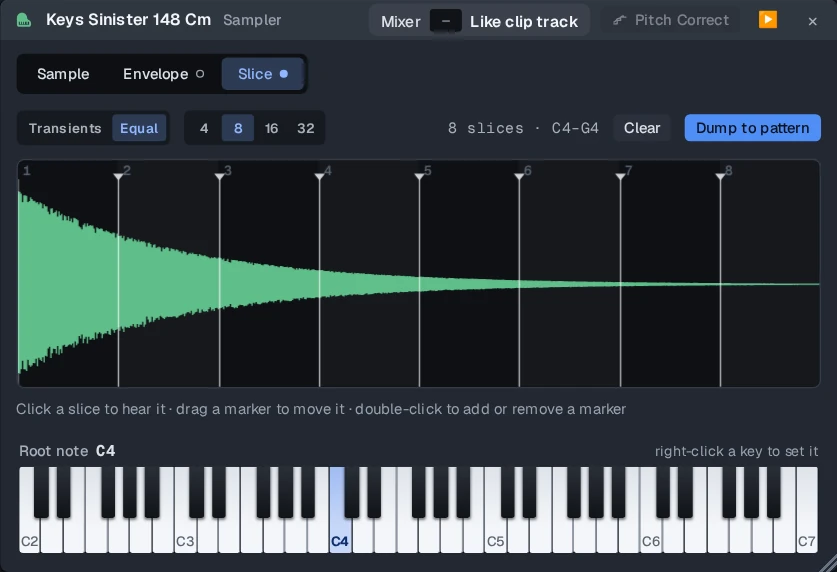 Keys Sinister 148 Cm Sampler Mixer – Like clip track Pitch Correct ×
Sample Envelope Slice
Transients Equal 4 8 16 32 8 slices · C4–G4 Clear Dump to pattern
1 2 3 4 5 6 7 8
Click a slice to hear it · drag a marker to move it · double-click to add or remove a marker
Root note C4 right-click a key to set it
C2 C3 C4 C5 C6 C7